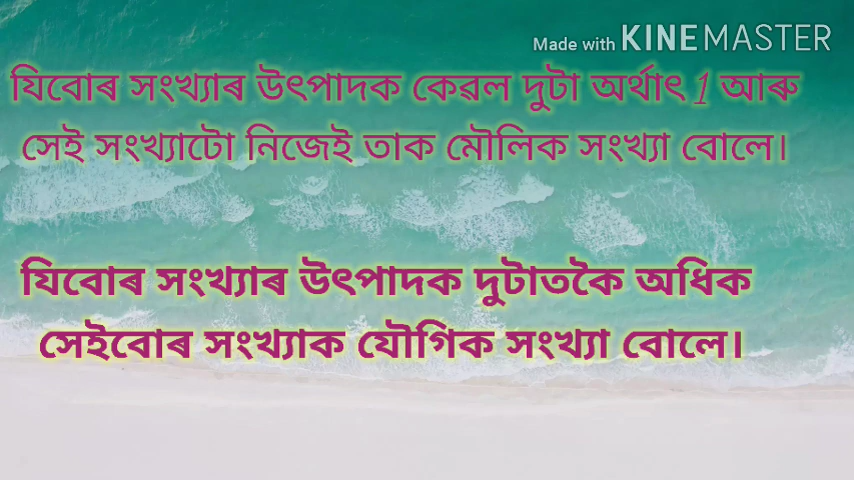 Made with KINEMASTER
যিবোৰ সংখ্যাৰ উৎপাদক কেৱল দুটা অৰ্থাৎ 1 আৰু
সেই সংখ্যাটো নিজেই তাক মৌলিক সংখ্যা বোলে।
যিবোৰ সংখ্যাৰ উৎপাদক দুটাতকৈ অধিক
সেইবোৰ সংখ্যাক যৌগিক সংখ্যা বোলে।